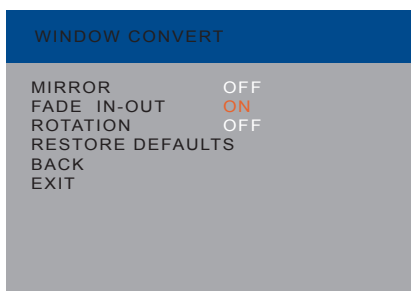 WINDOW CONVERT
MIRROR OFF
FADE IN-OUT ON
ROTATION OFF
RESTORE DEFAULTS
BACK
EXIT